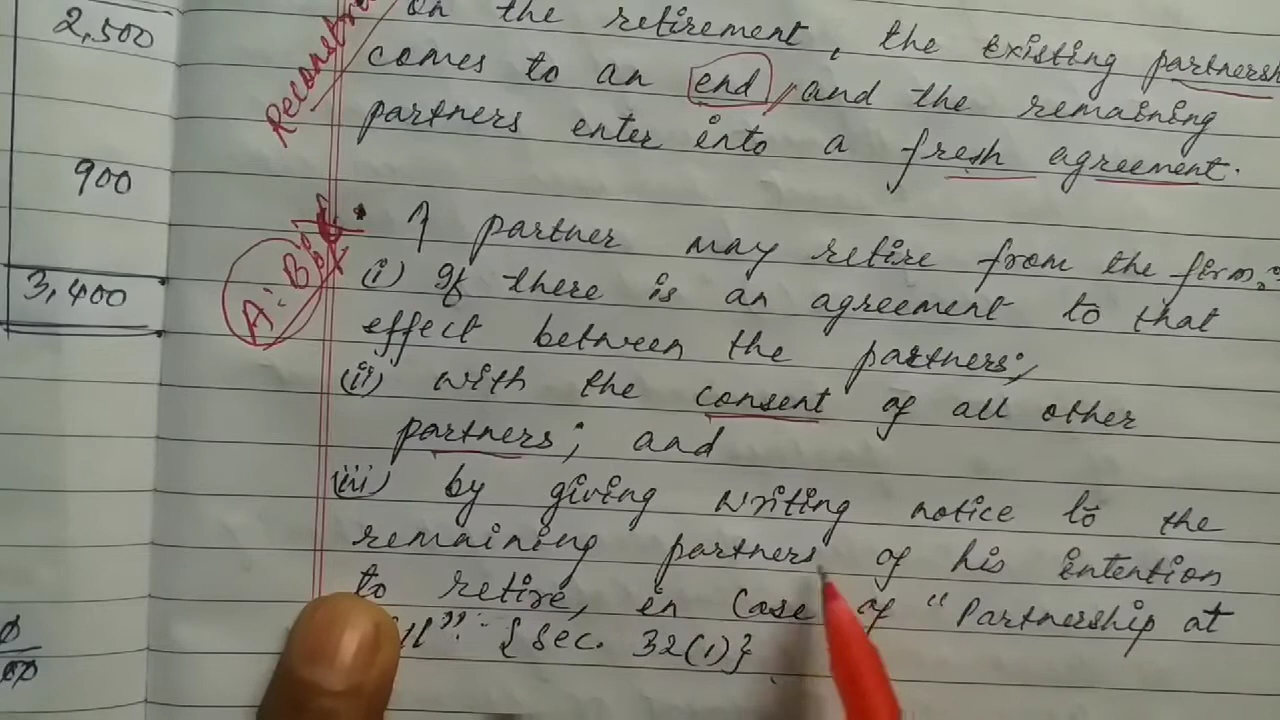 2,500
900
3,400
on the retirement, the existing
comes to an end, and the remaining
partners enter into a fresh agreement.
A partner may retire from the firm:
(i) If there is an agreement to that
effect between the partners;
(ii) with the consent of all other
partners; and
(iii) by giving writing notice to the
remaining partners of his intention
to retire, in case of "Partnership at
{sec. 32(1)}